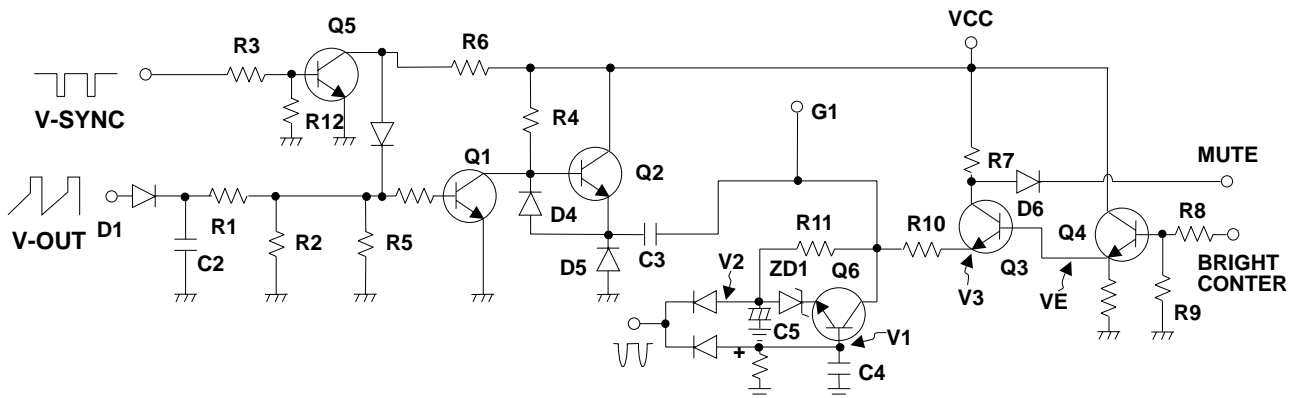 Q5
VCC
R3
R6
V-SYNC
R12
R4
G1
Q1
Q2
R7
MUTE
D6
V-OUT
D1
R1
C2
R2
R5
D4
D5
C3
R11
R10
Q3
Q4
R8
BRIGHT
CONTER
R9
V2
ZD1
Q6
V3
VE
C5
V1
+
C4